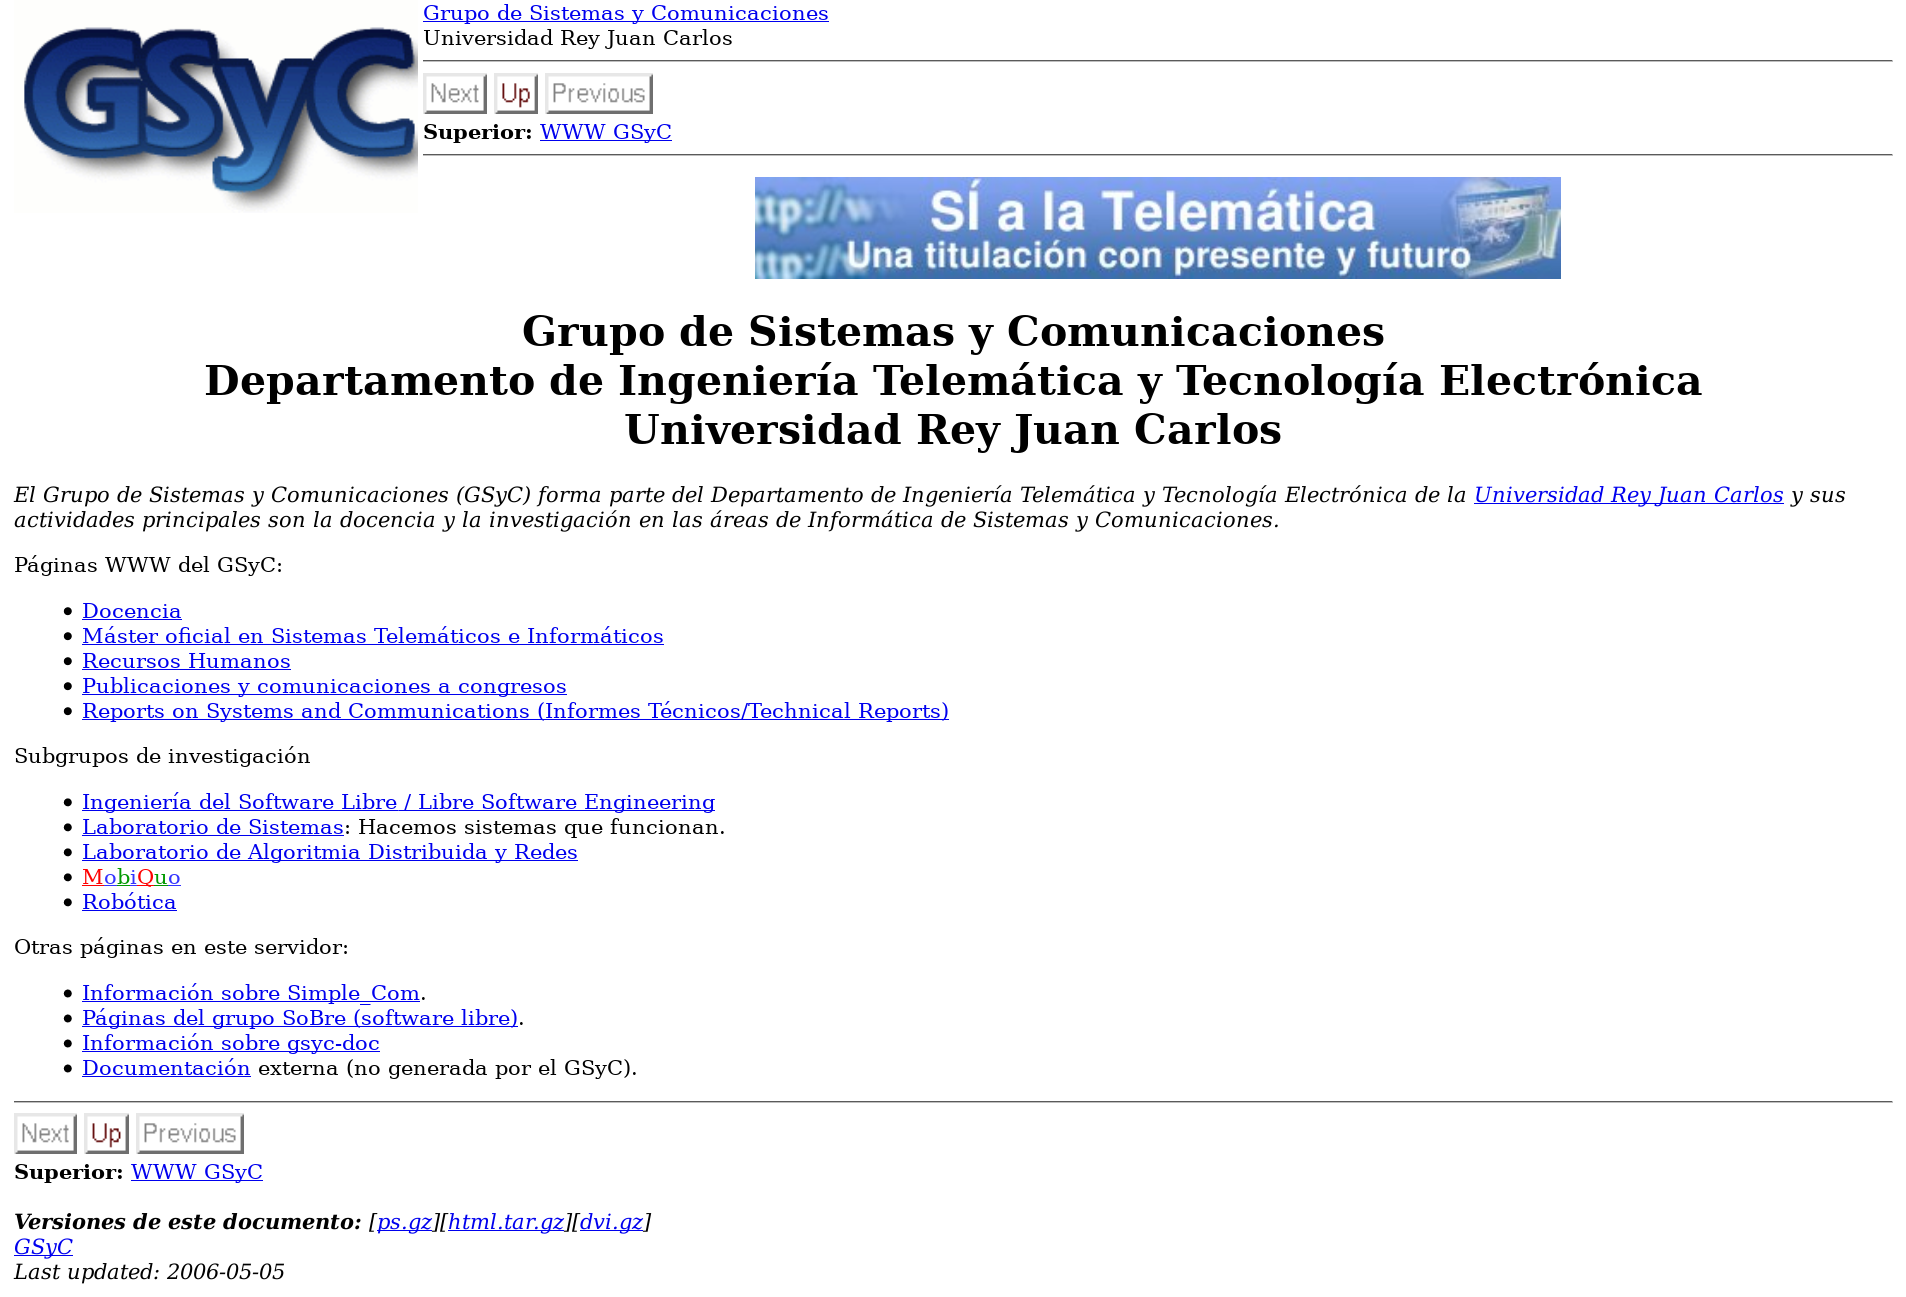 GSyC
Grupo de Sistemas y Comunicaciones
Universidad Rey Juan Carlos
Next Up Previous
Superior: WWW GSyC
ttp://w
SÍ a la Telemática
ttp://
Una titulación con presente y futuro
Grupo de Sistemas y Comunicaciones
Departamento de Ingeniería Telemática y Tecnología Electrónica
Universidad Rey Juan Carlos
El Grupo de Sistemas y Comunicaciones (GSyC) forma parte del Departamento de Ingeniería Telemática y Tecnología Electrónica de la Universidad Rey Juan Carlos y sus
actividades principales son la docencia y la investigación en las áreas de Informática de Sistemas y Comunicaciones.
Páginas WWW del GSyC:
• Docencia
• Máster oficial en Sistemas Telemáticos e Informáticos
• Recursos Humanos
• Publicaciones y comunicaciones a congresos
• Reports on Systems and Communications (Informes Técnicos/Technical Reports)
Subgrupos de investigación
• Ingeniería del Software Libre / Libre Software Engineering
• Laboratorio de Sistemas: Hacemos sistemas que funcionan.
• Laboratorio de Algoritmia Distribuida y Redes
• MobiQuo
• Robótica
Otras páginas en este servidor:
• Información sobre Simple_Com.
• Páginas del grupo SoBre (software libre).
• Información sobre gsyc-doc
• Documentación externa (no generada por el GSyC).
Next Up Previous
Superior: WWW GSyC
Versiones de este documento: [ps.gz][html.tar.gz][dvi.gz]
GSyC
Last updated: 2006-05-05